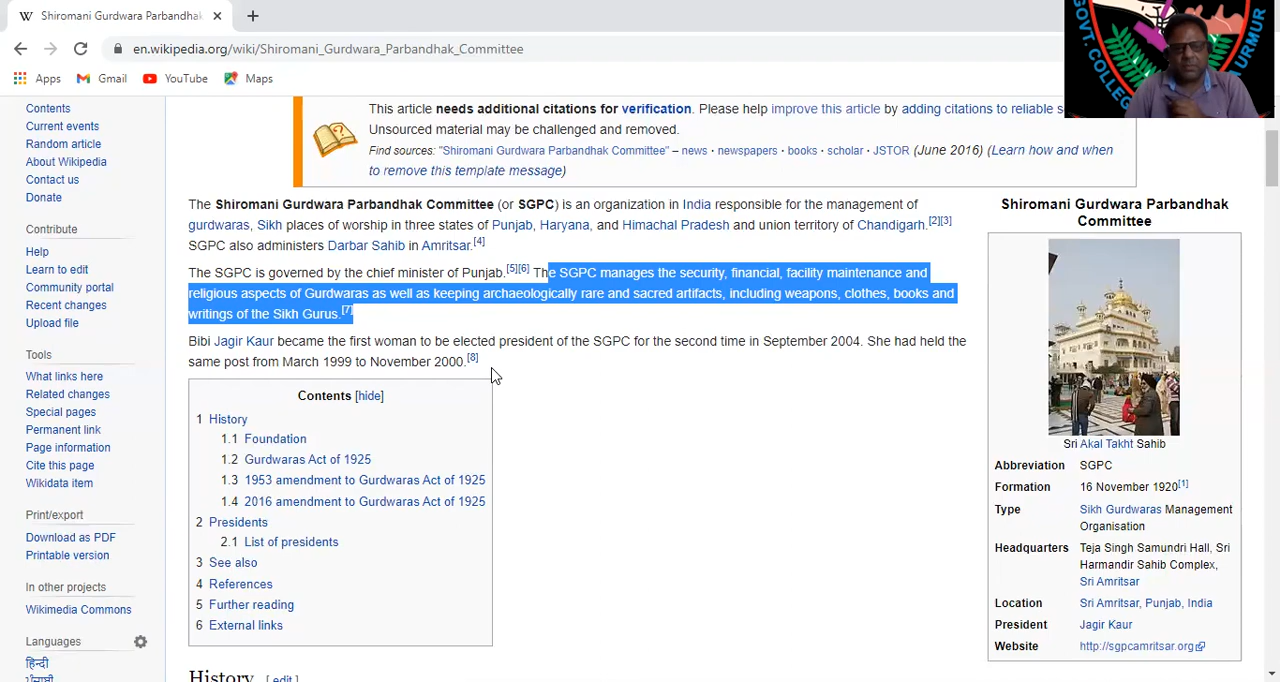 Shiromani Gurdwara Parbandhak
en.wikipedia.org/wiki/Shiromani_Gurdwara_Parbandhak_Committee
Apps Gmail YouTube Maps
GOVT. COLLEGE
URMUR
Contents
Current events
Random article
About Wikipedia
Contact us
Donate
Contribute
Help
Learn to edit
Community portal
Recent changes
Upload file
Tools
What links here
Related changes
Special pages
Permanent link
Page information
Cite this page
Wikidata item
Print/export
Download as PDF
Printable version
In other projects
Wikimedia Commons
Languages
हिन्दी
This article needs additional citations for verification. Please help improve this article by adding citations to reliable
Unsourced material may be challenged and removed.
Find sources: "Shiromani Gurdwara Parbandhak Committee" – news · newspapers · books · scholar · JSTOR (June 2016) (Learn how and when
to remove this template message)
The Shiromani Gurdwara Parbandhak Committee (or SGPC) is an organization in India responsible for the management of
gurdwaras, Sikh places of worship in three states of Punjab, Haryana, and Himachal Pradesh and union territory of Chandigarh.[2][3]
SGPC also administers Darbar Sahib in Amritsar.[4]
The SGPC is governed by the chief minister of Punjab.[5][6] The SGPC manages the security, financial, facility maintenance and
religious aspects of Gurdwaras as well as keeping archaeologically rare and sacred artifacts, including weapons, clothes, books and
writings of the Sikh Gurus.[7]
Bibi Jagir Kaur became the first woman to be elected president of the SGPC for the second time in September 2004. She had held the
same post from March 1999 to November 2000.[8]
Contents [hide]
1 History
1.1 Foundation
1.2 Gurdwaras Act of 1925
1.3 1953 amendment to Gurdwaras Act of 1925
1.4 2016 amendment to Gurdwaras Act of 1925
2 Presidents
2.1 List of presidents
3 See also
4 References
5 Further reading
6 External links
History [ edit ]
Shiromani Gurdwara Parbandhak
Committee
Sri Akal Takht Sahib
Abbreviation SGPC
Formation 16 November 1920[1]
Type Sikh Gurdwaras Management
Organisation
Headquarters Teja Singh Samundri Hall, Sri
Harmandir Sahib Complex,
Sri Amritsar
Location Sri Amritsar, Punjab, India
President Jagir Kaur
Website http://sgpcamritsar.org